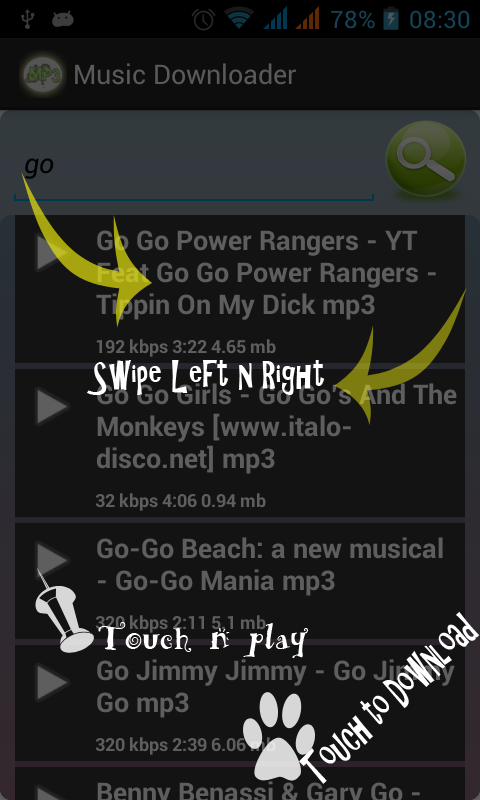 78% 08:30
MP3 Music Downloader
go
Go Go Power Rangers - YT
Feat Go Go Power Rangers -
Tippin On My Dick mp3
192 kbps 3:22 4.65 mb
SWipe LeFt N Right
Go Go Girls - Go Go's And The
Monkeys [www.italo-
disco.net] mp3
32 kbps 4:06 0.94 mb
Go-Go Beach: a new musical
- Go-Go Mania mp3
320 kbps 2:11 5.1 mb
Touch n play
Go Jimmy Jimmy - Go Jimmy
Go mp3
320 kbps 2:39 6.06 mb
Touch to DoWNLoad
Benny Benassi & Gary Go -